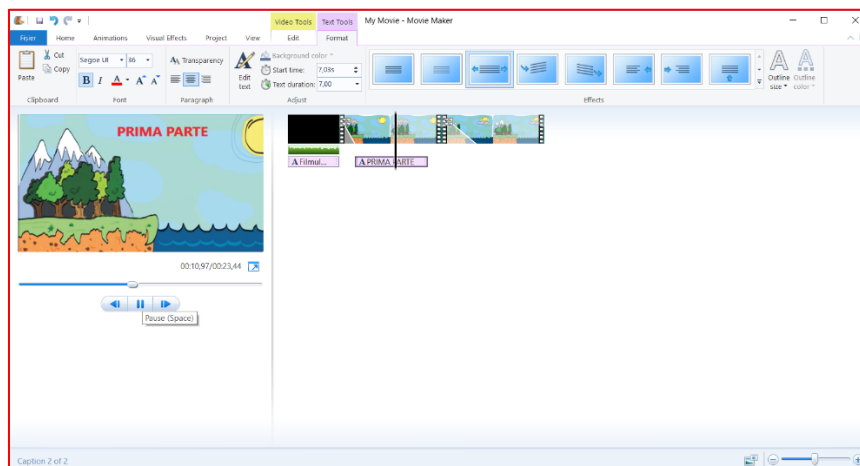 Video Tools Text Tools My Movie - Movie Maker
Fisier Home Animations Visual Effects Project View Edit Format
Paste
Cut
Copy
Clipboard
Segoe UI 36
B I A A A
Font
Transparency
Paragraph
Edit text
Background color
Start time: 7,03s
Text duration: 7,00
Adjust
Effects
Outline size
Outline color
PRIMA PARTE
00:10,97/00:23,44
Pause (Space)
A Filmul...
A PRIMA PARTE
Caption 2 of 2